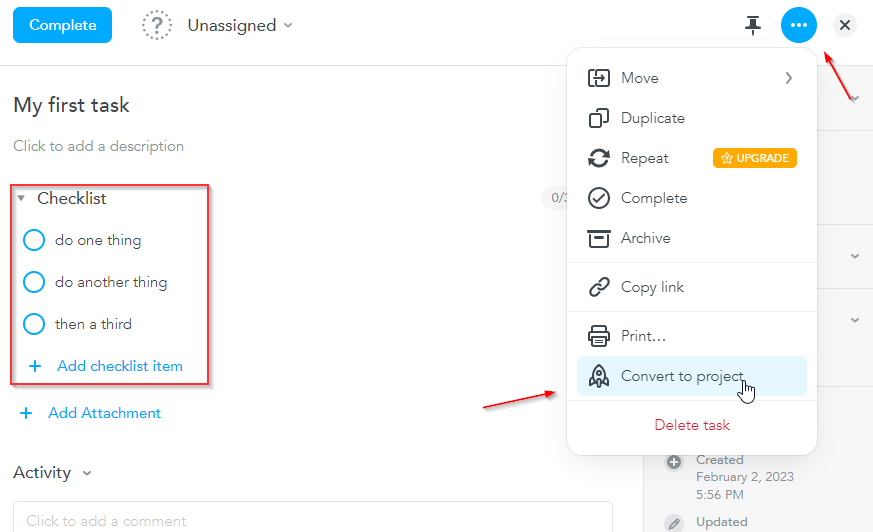 Complete
Unassigned
My first task
Click to add a description
Checklist
0/3
do one thing
do another thing
then a third
Add checklist item
Add Attachment
Activity
Click to add a comment
Move
Duplicate
Repeat
UPGRADE
Complete
Archive
Copy link
Print...
Convert to project
Delete task
Created
February 2, 2023
5:56 PM
Updated